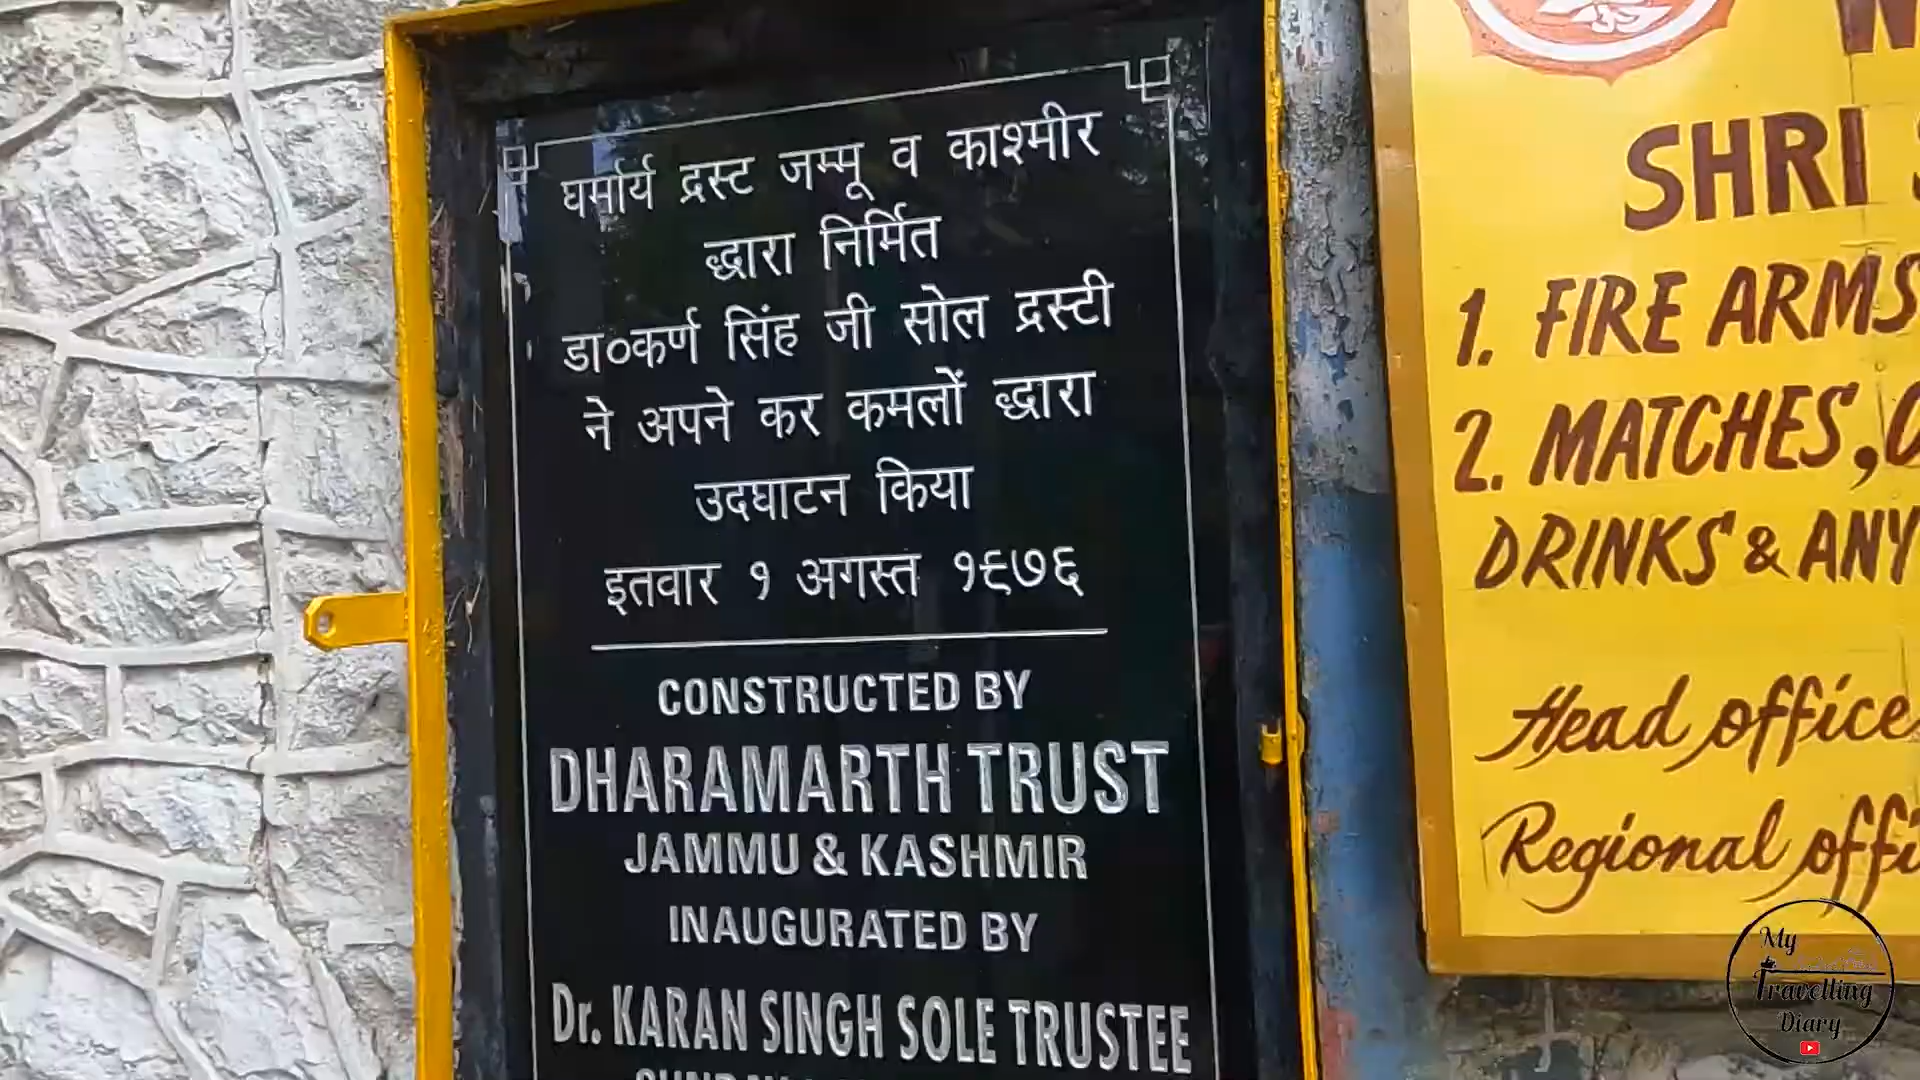 घर्मार्य द्रस्ट जम्मू व काश्मीर
द्धारा निर्मित
डा०कर्ण सिंह जी सोल द्रस्टी
ने अपने कर कमलों द्धारा
उदघाटन किया
इतवार १ अगस्त १९७६
CONSTRUCTED BY
DHARAMARTH TRUST
JAMMU & KASHMIR
INAUGURATED BY
Dr. KARAN SINGH SOLE TRUSTEE
SHRI
1. FIRE ARMS
2. MATCHES,
DRINKS & ANY
Head office
Regional
My
Travelling
Diary